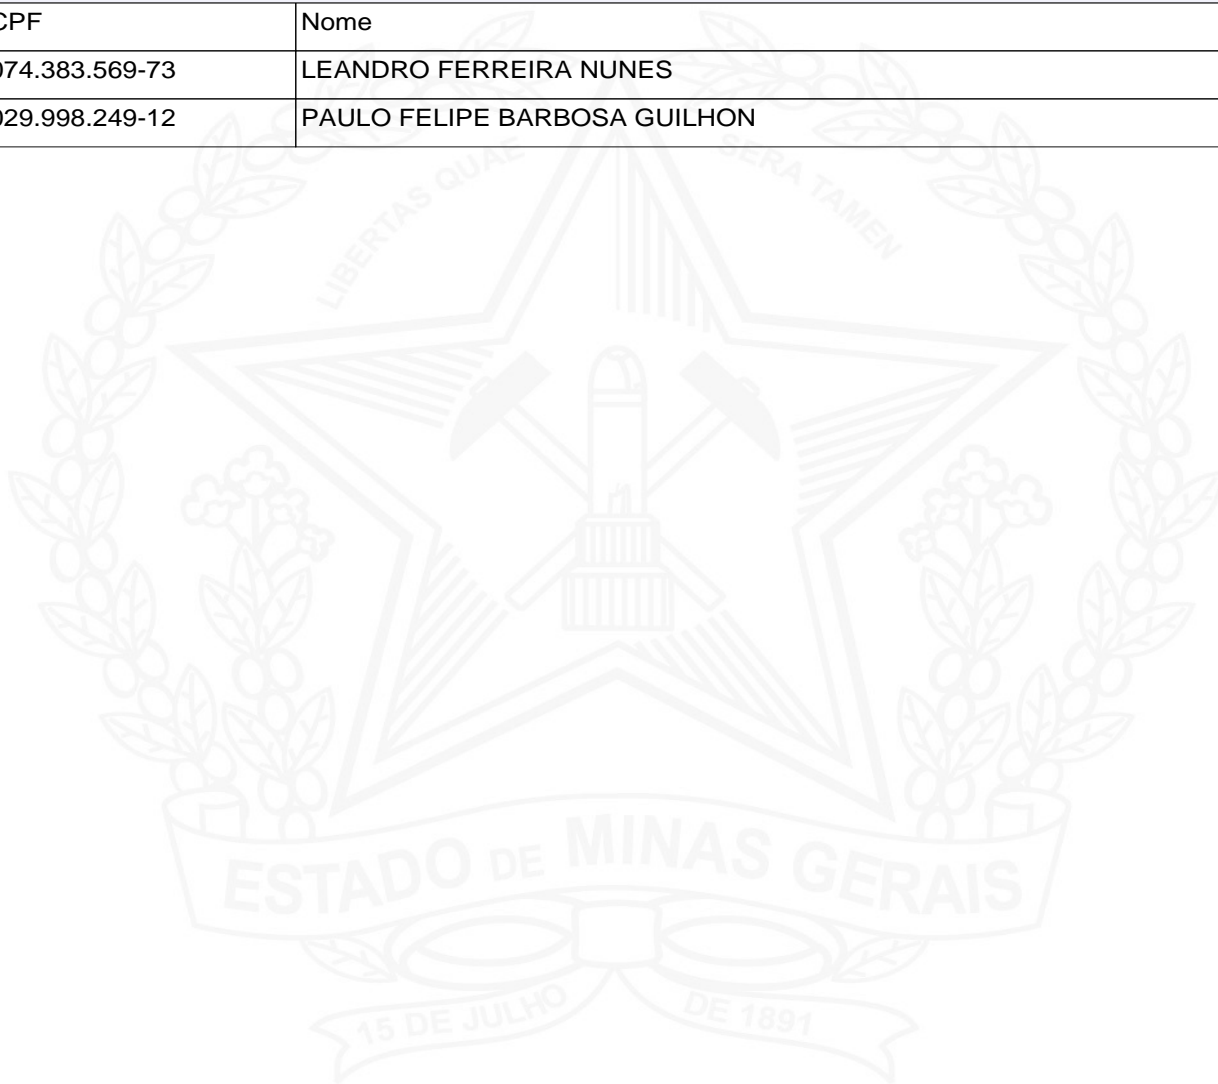 CPF Nome
074.383.569-73 LEANDRO FERREIRA NUNES
029.998.249-12 PAULO FELIPE BARBOSA GUILHON
LIBERTAS QUAE SERA TAMEN
ESTADO DE MINAS GERAIS
15 DE JULHO DE 1891